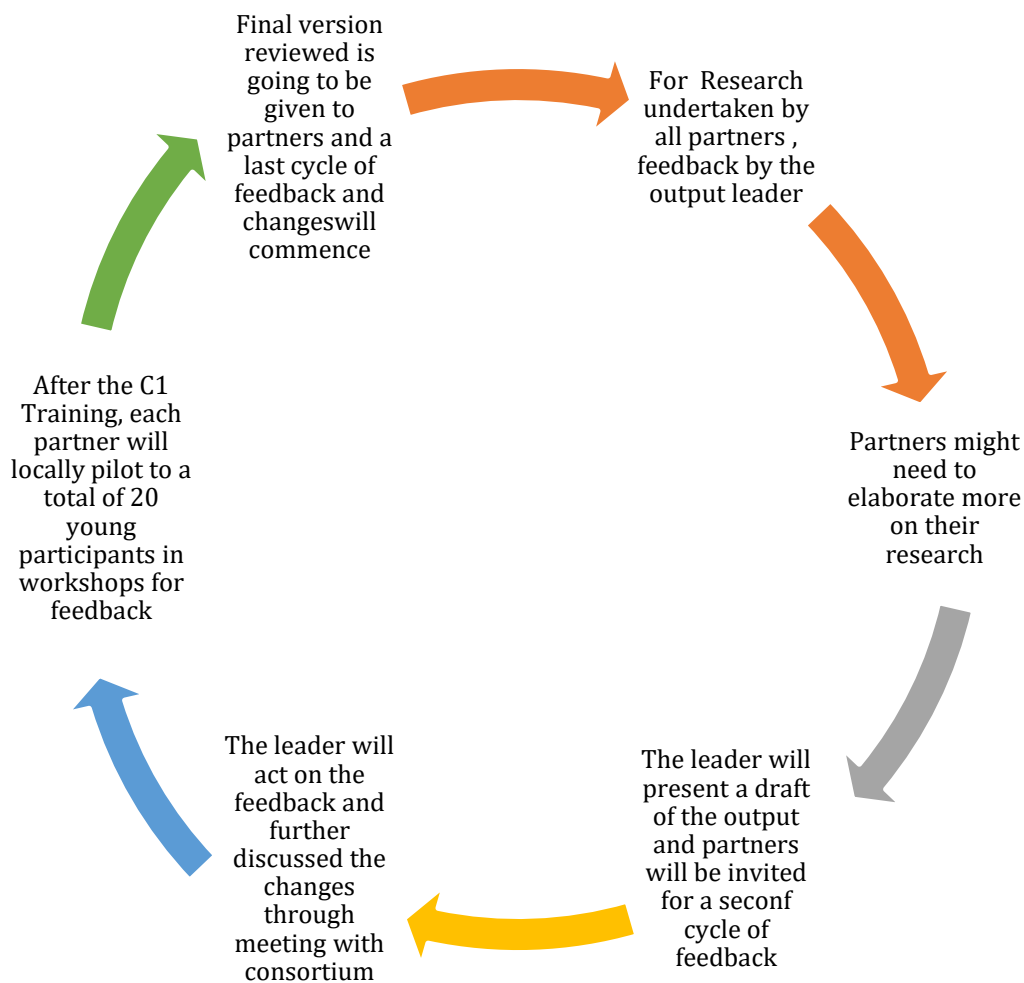 Final version
reviewed is
going to be
given to
partners and a
last cycle of
feedback and
changeswill
commence
For  Research
undertaken by
all partners ,
feedback by the
output leader
Partners might
need to
elaborate more
on their
research
The leader will
present a draft
of the output
and partners
will be invited
for a seconf
cycle of
feedback
The leader will
act on the
feedback and
further
discussed the
changes
through
meeting with
consortium
After the C1
Training, each
partner will
locally pilot to a
total of 20
young
participants in
workshops for
feedback